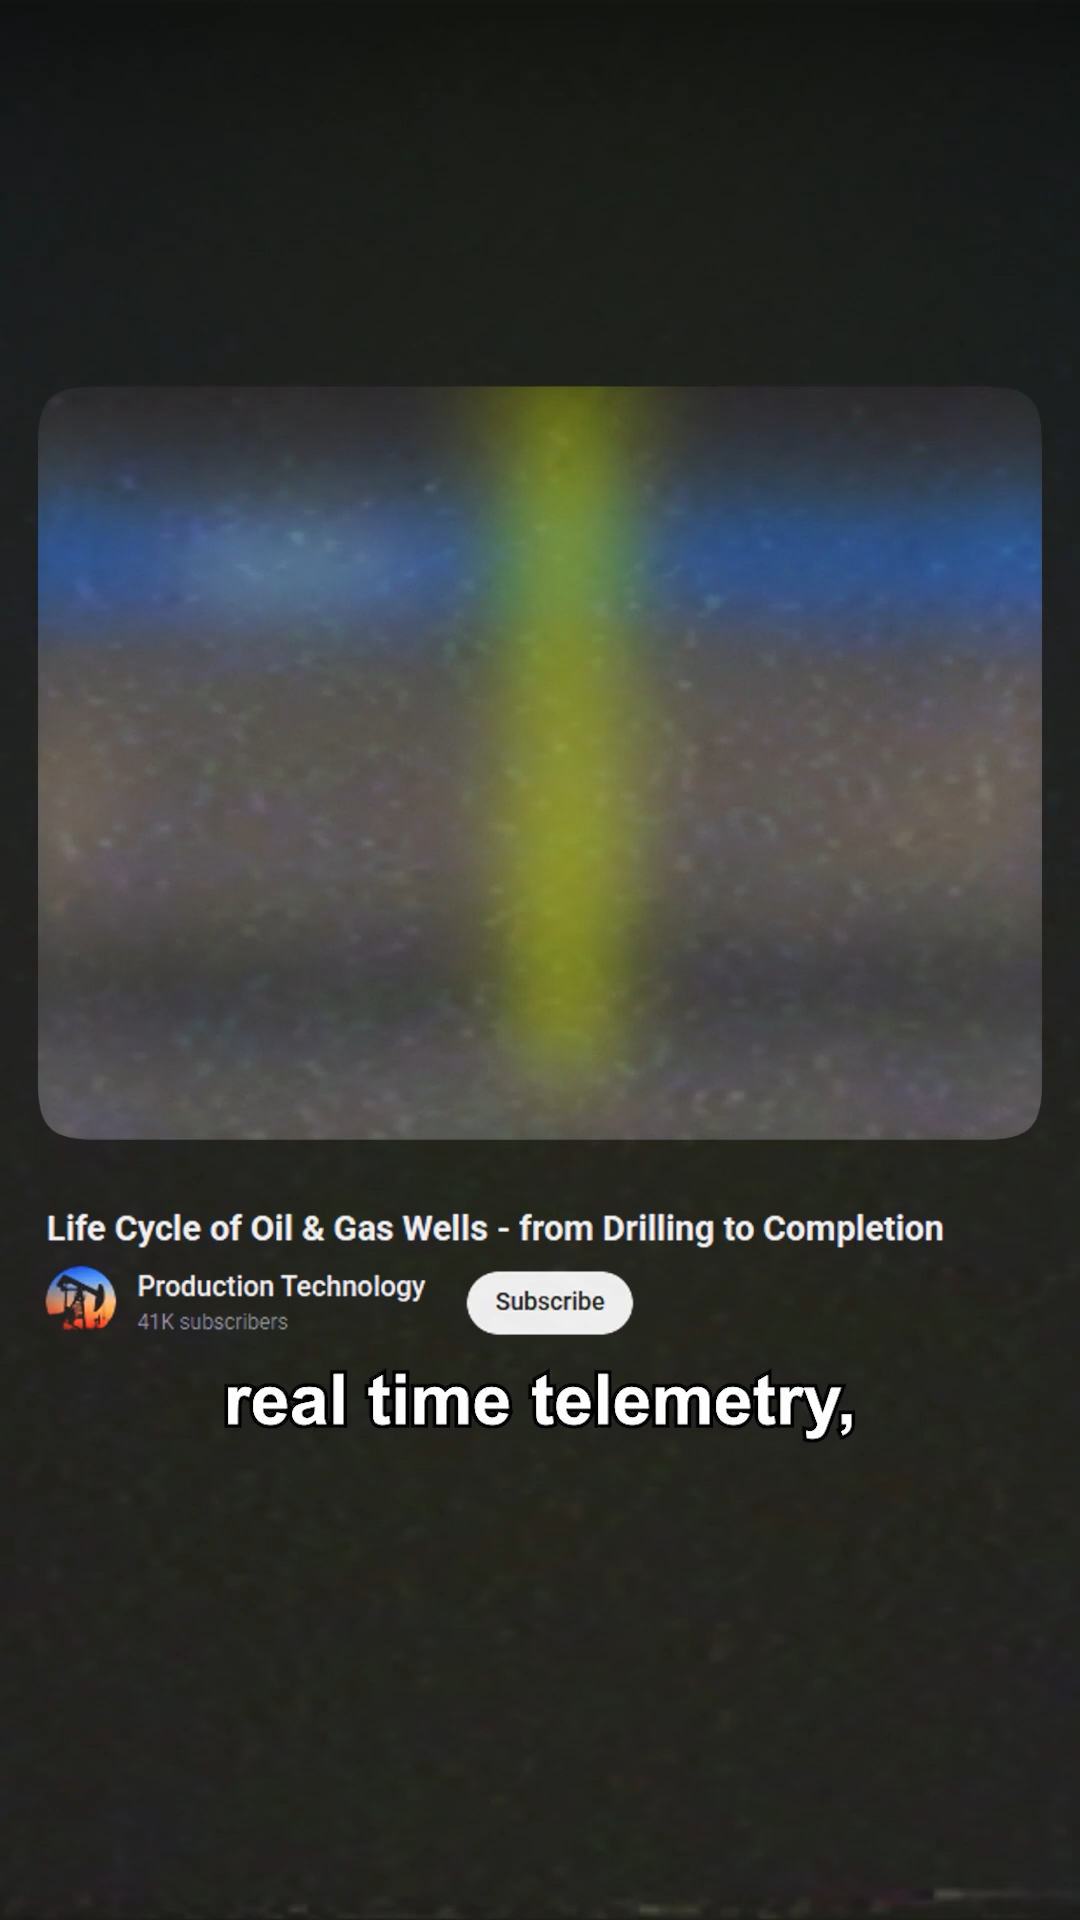 Life Cycle of Oil & Gas Wells - from Drilling to Completion
Production Technology
Subscribe
41K subscribers
real time telemetry,